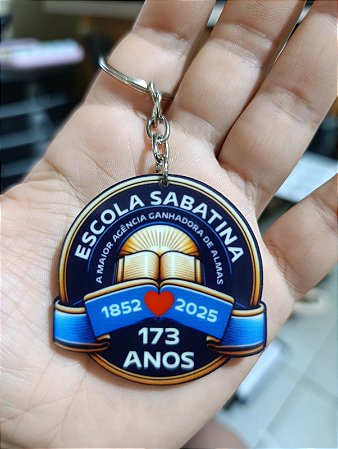 ESCOLA SABATINA
A MAIOR AGÊNCIA GANHADORA DE ALMAS
1852 2025
173
ANOS